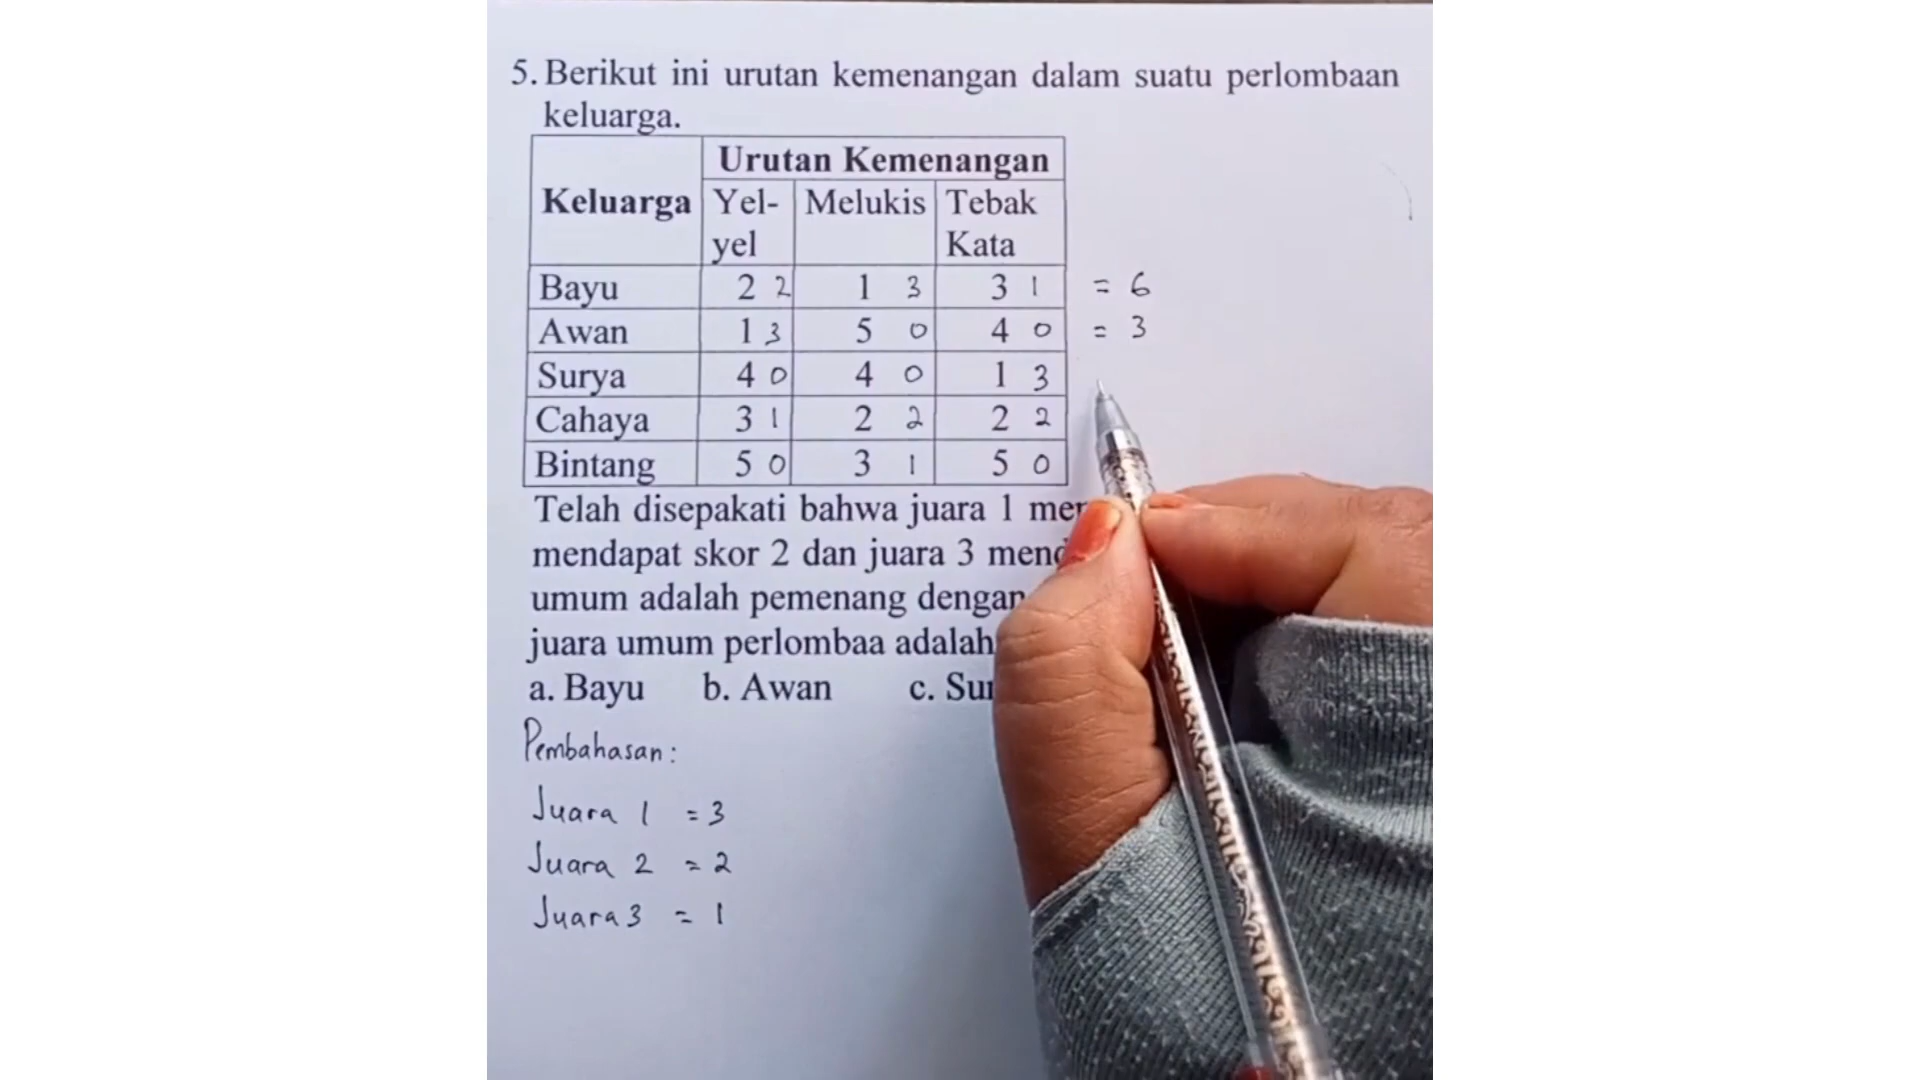 5. Berikut ini urutan kemenangan dalam suatu perlombaan
keluarga.
Keluarga Urutan Kemenangan
Yel-yel Melukis Tebak Kata
Bayu 2 2 1 3 3 1 = 6
Awan 1 3 5 0 4 0 = 3
Surya 4 0 4 0 1 3
Cahaya 3 1 2 2 2 2
Bintang 5 0 3 1 5 0
Telah disepakati bahwa juara 1
mendapat skor 2 dan juara 3
umum adalah pemenang dengan
juara umum perlombaa adalah
a. Bayu b. Awan c.
Pembahasan:
Juara 1 = 3
Juara 2 = 2
Juara 3 = 1